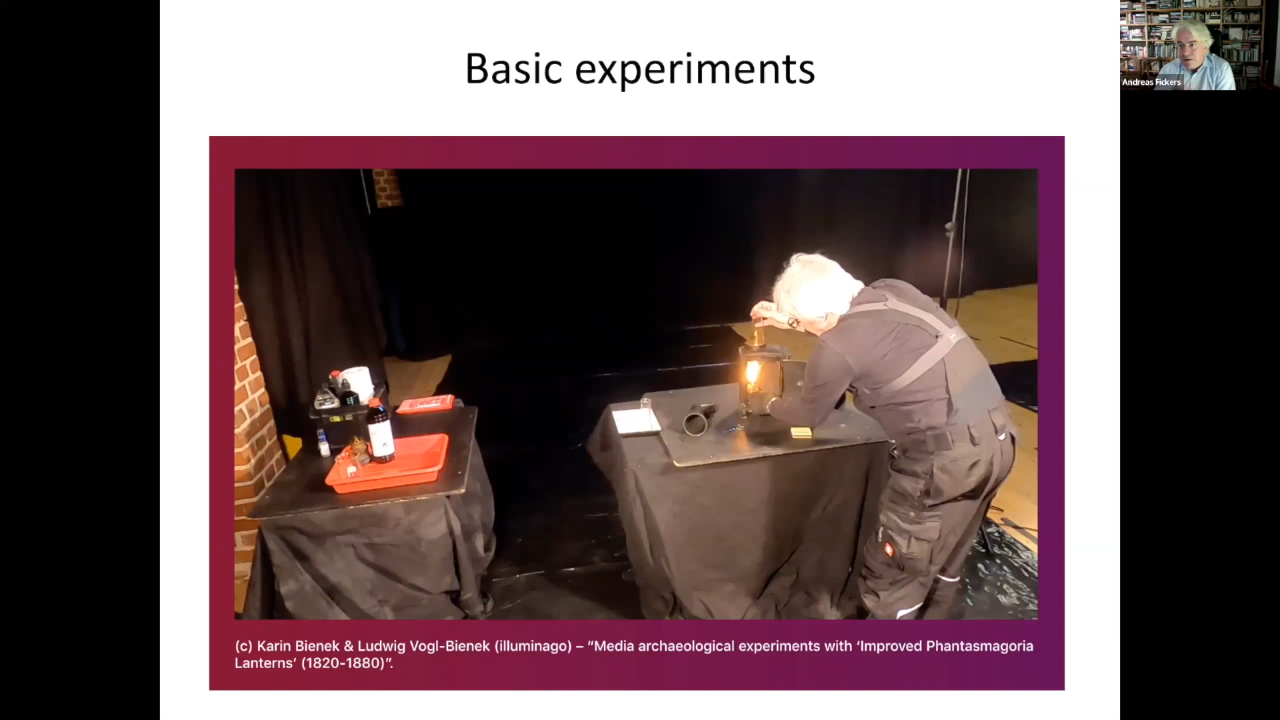 Basic experiments
Andreas Fickers
(c) Karin Bienek & Ludwig Vogl-Bienek (illuminago) – “Media archaeological experiments with ‘Improved Phantasmagoria
Lanterns’ (1820-1880)”.